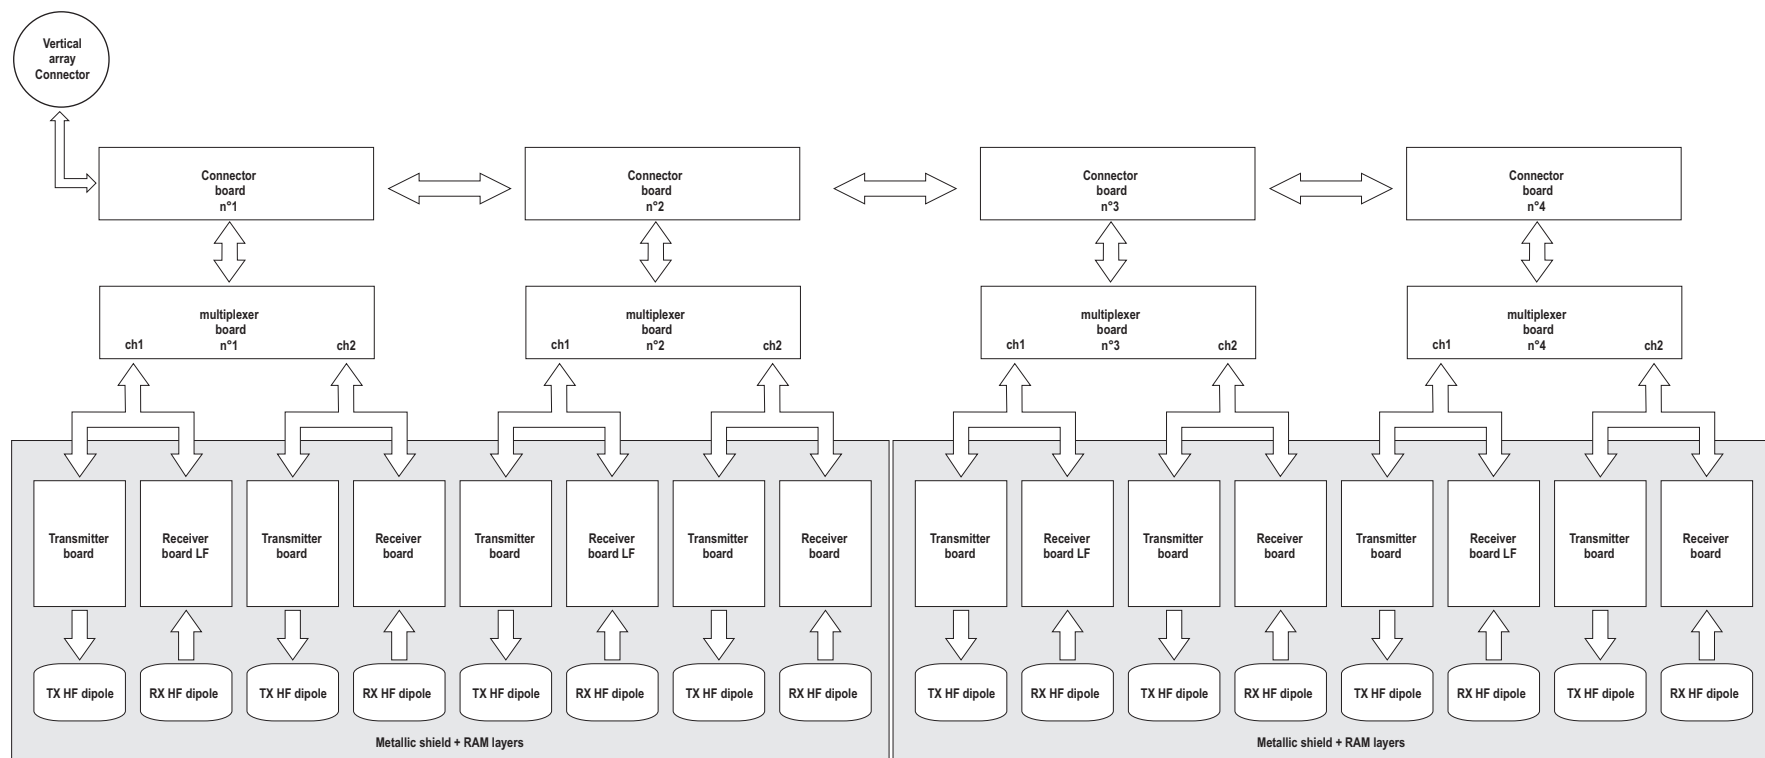 Vertical
array
Connector
Connector
board
n°1
Connector
board
n°2
Connector
board
n°3
Connector
board
n°4
multiplexer
board
n°1
ch1
ch2
multiplexer
board
n°2
ch1
ch2
multiplexer
board
n°3
ch1
ch2
multiplexer
board
n°4
ch1
ch2
Transmitter
board
Receiver
board LF
Transmitter
board
Receiver
board
Transmitter
board
Receiver
board LF
Transmitter
board
Receiver
board
Transmitter
board
Receiver
board LF
Transmitter
board
Receiver
board
Transmitter
board
Receiver
board LF
Transmitter
board
Receiver
board
TX HF dipole
RX HF dipole
TX HF dipole
RX HF dipole
TX HF dipole
RX HF dipole
TX HF dipole
RX HF dipole
TX HF dipole
RX HF dipole
TX HF dipole
RX HF dipole
TX HF dipole
RX HF dipole
TX HF dipole
RX HF dipole
Metallic shield + RAM layers
Metallic shield + RAM layers